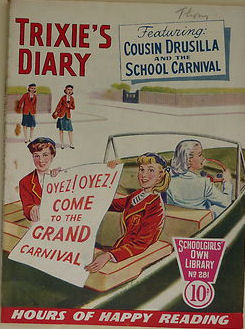 TRIXIE'S
DIARY
Featuring:
COUSIN DRUSILLA
AND THE
SCHOOL CARNIVAL
OYEZ! OYEZ!
COME
TO THE
GRAND
CARNIVAL
SCHOOLGIRLS'
OWN
LIBRARY
Nº 281
10ᴰ
HOURS OF HAPPY READING